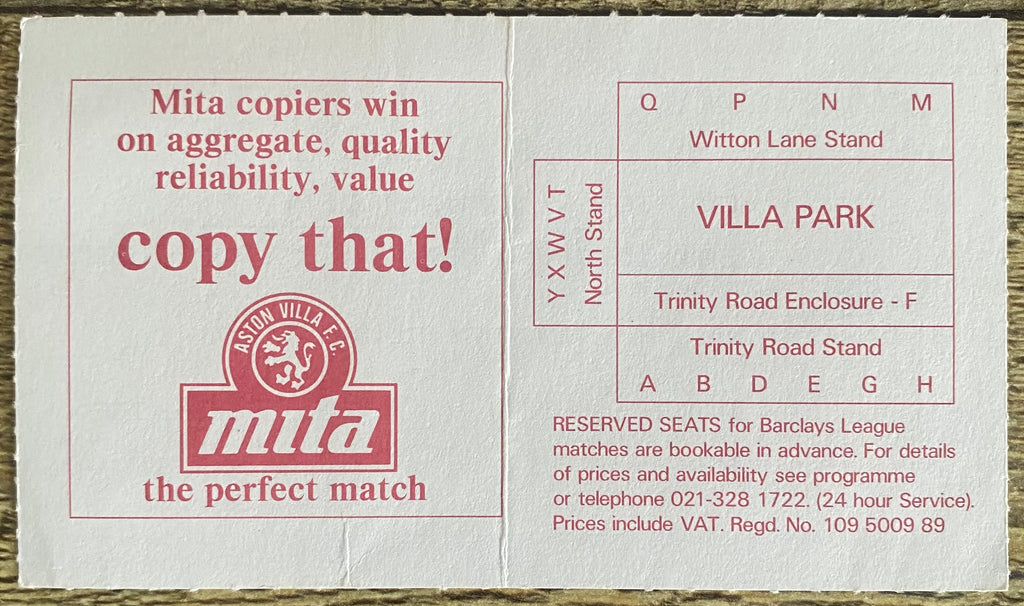 Mita copiers win
on aggregate, quality
reliability, value
copy that!
ASTON VILLA F.C.
mita
the perfect match
Q P N M
Witton Lane Stand
Y X W V T
North Stand
VILLA PARK
Trinity Road Enclosure - F
Trinity Road Stand
A B D E G H
RESERVED SEATS for Barclays League
matches are bookable in advance. For details
of prices and availability see programme
or telephone 021-328 1722. (24 hour Service).
Prices include VAT. Regd. No. 109 5009 89